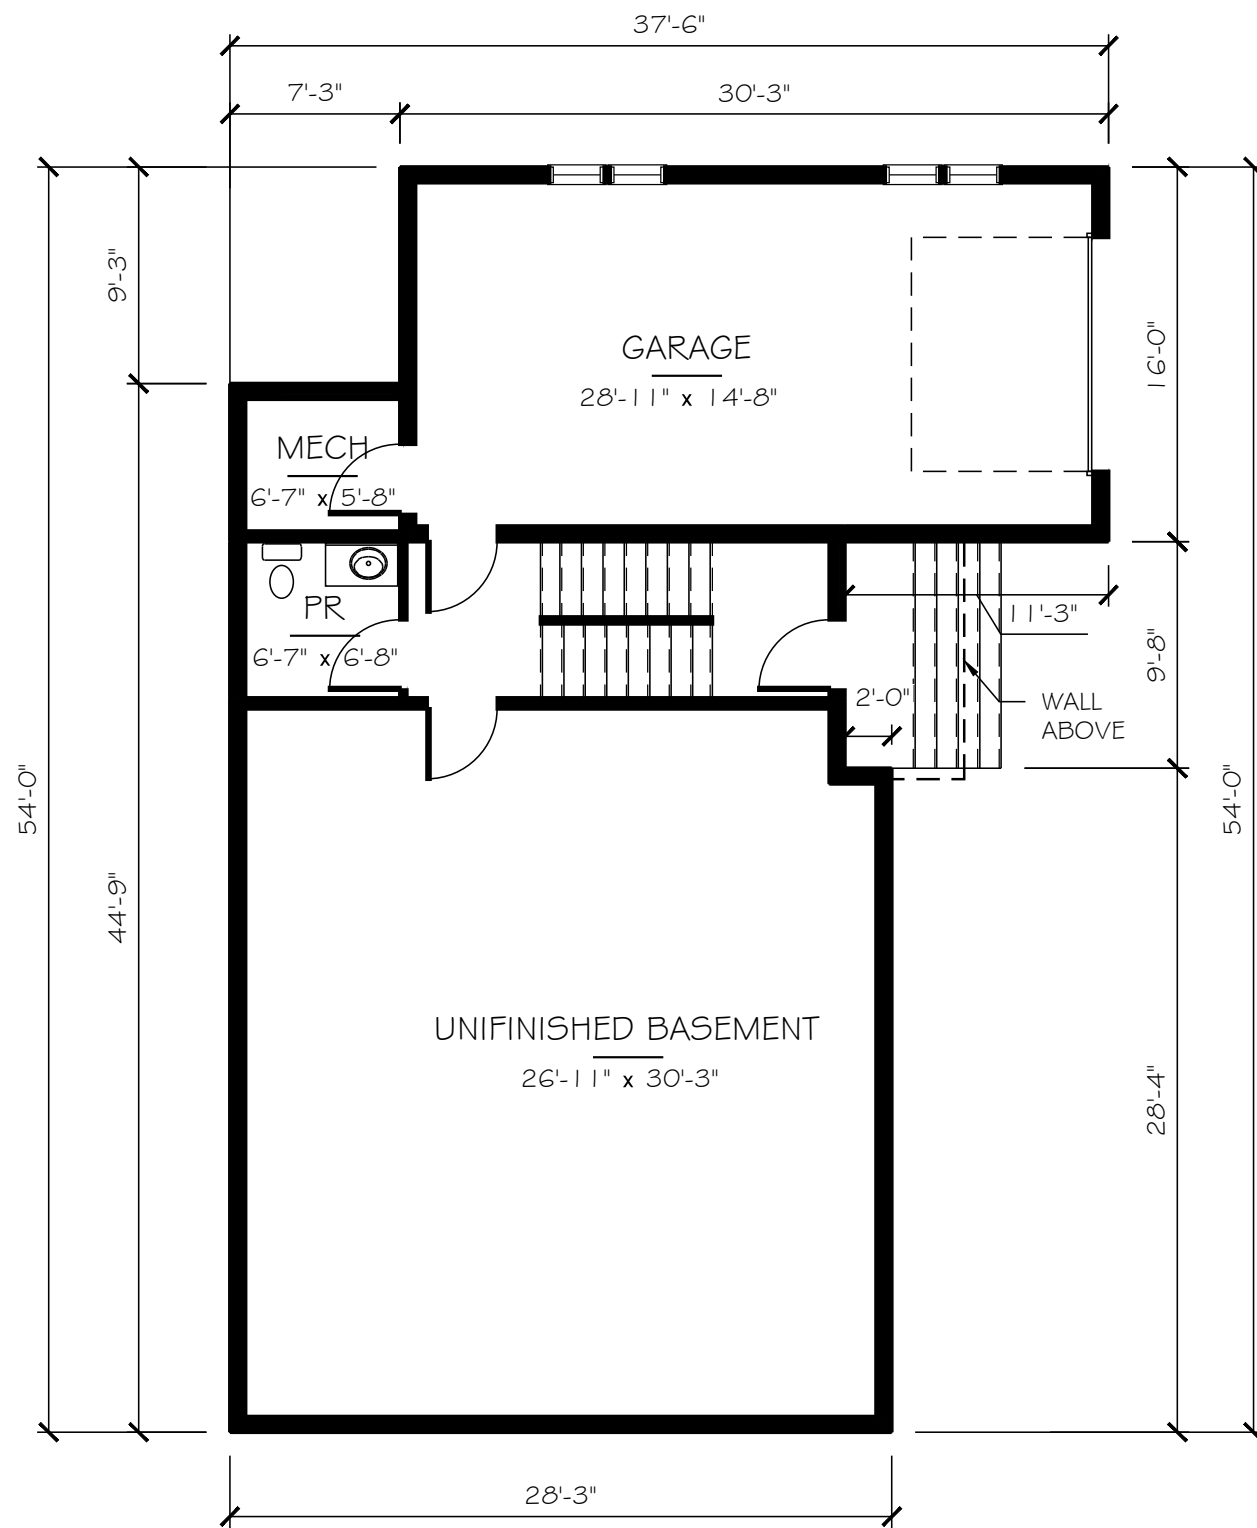 37'-6"
7'-3"
30'-3"
9'-3"
GARAGE
28'-11" x 14'-8"
16'-0"
MECH
6'-7" x 5'-8"
PR
6'-7" x 6'-8"
11'-3"
9'-8"
2'-0"
WALL
ABOVE
54'-0"
54'-0"
44'-9"
UNIFINISHED BASEMENT
26'-11" x 30'-3"
28'-4"
28'-3"